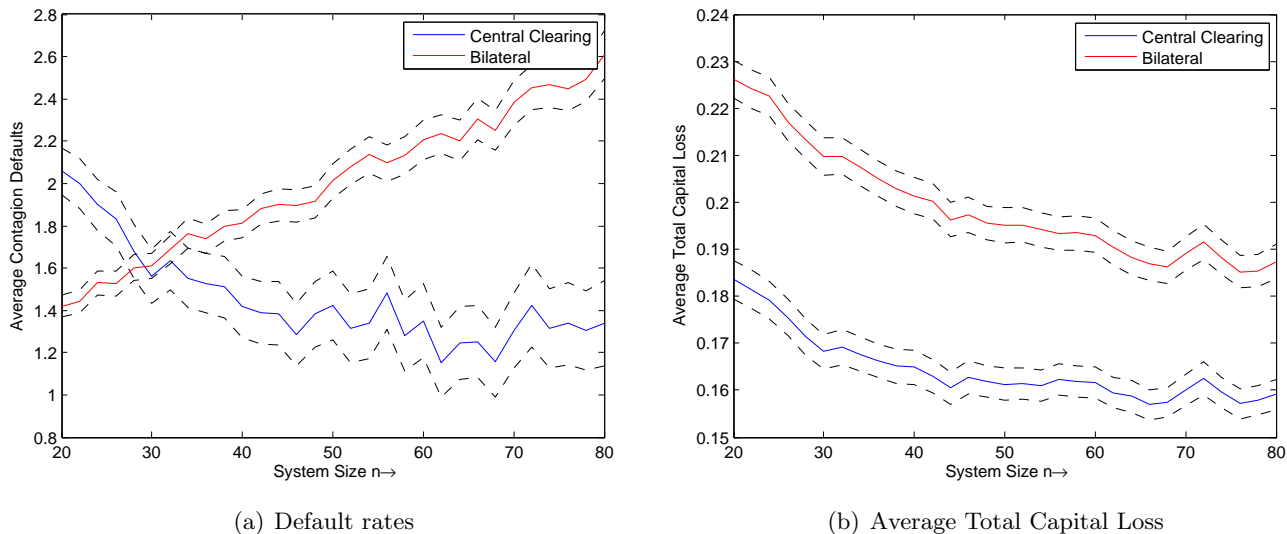 2.8
2.6
2.4
2.2
2
1.8
1.6
1.4
1.2
1
0.8
Average Contagion Defaults
Central Clearing
Bilateral
20 30 40 50 60 70 80
System Size n→
(a) Default rates
0.24
0.23
0.22
0.21
0.2
0.19
0.18
0.17
0.16
0.15
Average Total Capital Loss
Central Clearing
Bilateral
20 30 40 50 60 70 80
System Size n→
(b) Average Total Capital Loss